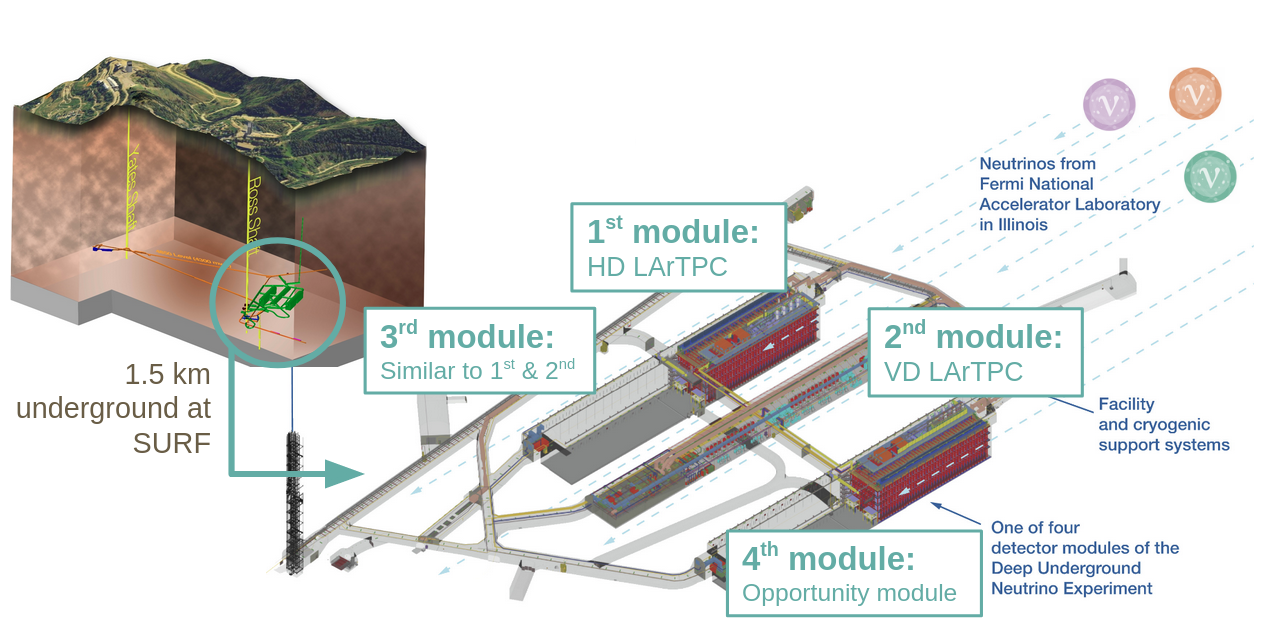 Yates Shaft
Ross Shaft
1.5 km
underground at
SURF
1st module:
HD LArTPC
3rd module:
Similar to 1st & 2nd
2nd module:
VD LArTPC
4th module:
Opportunity module
ν
ν
ν
Neutrinos from
Fermi National
Accelerator Laboratory
in Illinois
Facility
and cryogenic
support systems
One of four
detector modules of the
Deep Underground
Neutrino Experiment